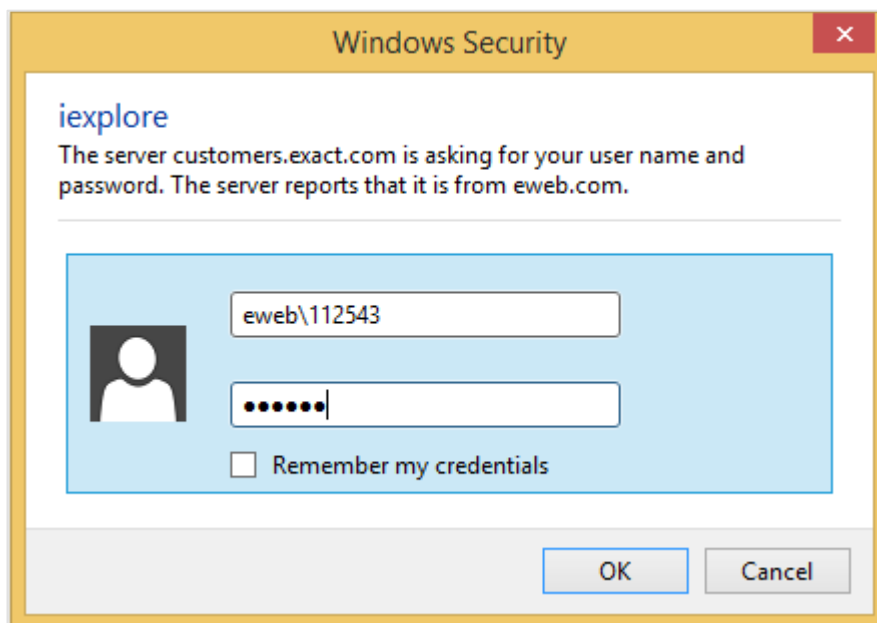 Windows Security
iexplore
The server customers.exact.com is asking for your user name and
password. The server reports that it is from eweb.com.
eweb\112543
●●●●●●
Remember my credentials
OK
Cancel